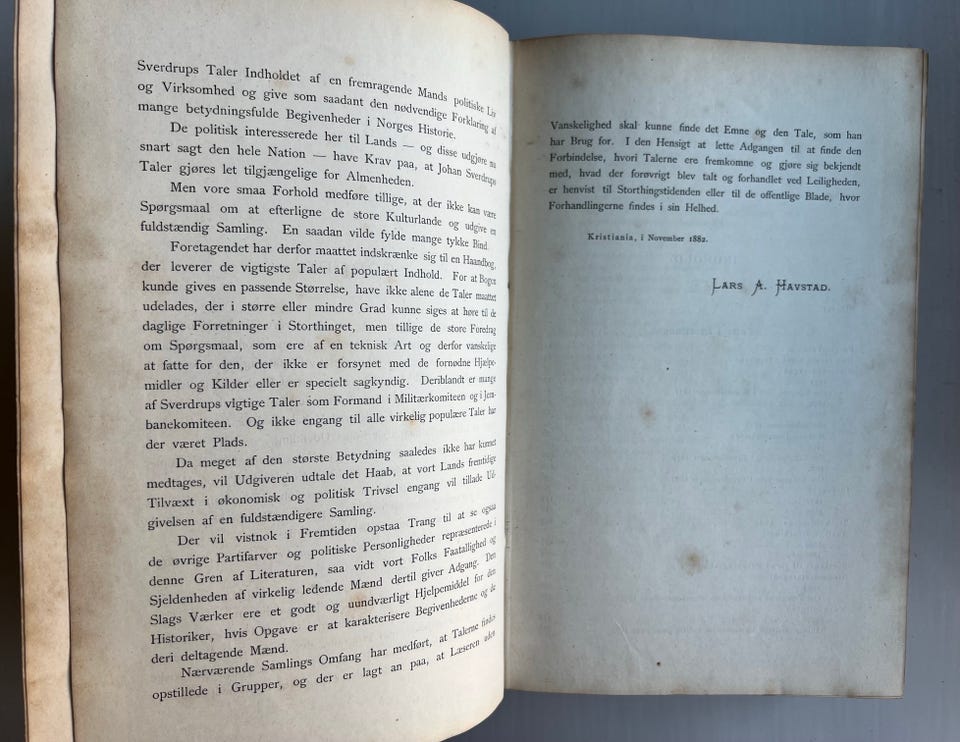 Sverdrups Taler Indholdet af en fremragende Mands politiske Liv
og Virksomhed og give som saadant den nødvendige Forklaring af
mange betydningsfulde Begivenheder i Norges Historie.
De politisk interesserede her til Lands — og disse udgjøre nu
snart sagt den hele Nation — have Krav paa, at Johan Sverdrups
Taler gjøres let tilgjængelige for Almenheden.
Men vore smaa Forhold medføre tillige, at der ikke kan være
Spørgsmaal om at efterligne de store Kulturlande og udgive en
fuldstændig Samling. En saadan vilde fylde mange tykke Bind.
Foretagendet har derfor maattet indskrænke sig til en Haandbog,
der leverer de vigtigste Taler af populært Indhold. For at Bogen
kunde gives en passende Størrelse, have ikke alene de Taler maattet
udelades, der i større eller mindre Grad kunne siges at høre til de
daglige Forretninger i Storthinget, men tillige de store Foredrag
om Spørgsmaal, som ere af en teknisk Art og derfor vanskelige
at fatte for den, der ikke er forsynet med de fornødne Hjælpe-
midler og Kilder eller er specielt sagkyndig. Deriblandt er mange
af Sverdrups vigtige Taler som Formand i Militærkomiteen og i Jern-
banekomiteen. Og ikke engang til alle virkelig populære Taler har
der været Plads.
Da meget af den største Betydning saaledes ikke har kunnet
medtages, vil Udgiveren udtale det Haab, at vort Lands fremtidige
Tilvæxt i økonomisk og politisk Trivsel engang vil tillade Ud-
givelsen af en fuldstændigere Samling.
Der vil vistnok i Fremtiden opstaa Trang til at se ogsaa
de øvrige Partifarver og politiske Personligheder repræsenterede i
denne Gren af Literaturen, saa vidt vort Folks Faatallighed og
Sjeldenheden af virkelig ledende Mænd dertil giver Adgang. Den
Slags Værker ere et godt og uundværligt Hjelpemiddel for den
Historiker, hvis Opgave er at karakterisere Begivenhederne og de
deri deltagende Mænd.
Nærværende Samlings Omfang har medført, at Talerne findes
opstillede i Grupper, og der er lagt an paa, at Læseren uden
Vanskelighed skal kunne finde det Emne og den Tale, som han
har Brug for. I den Hensigt at lette Adgangen til at finde den
Forbindelse, hvori Talerne ere fremkomne og gjøre sig bekjendt
med, hvad der forøvrigt blev talt og forhandlet ved Leiligheden,
er henvist til Storthingstidenden eller til de offentlige Blade, hvor
Forhandlingerne findes i sin Helhed.
Kristiania, i November 1882.
Lars A. Havstad.